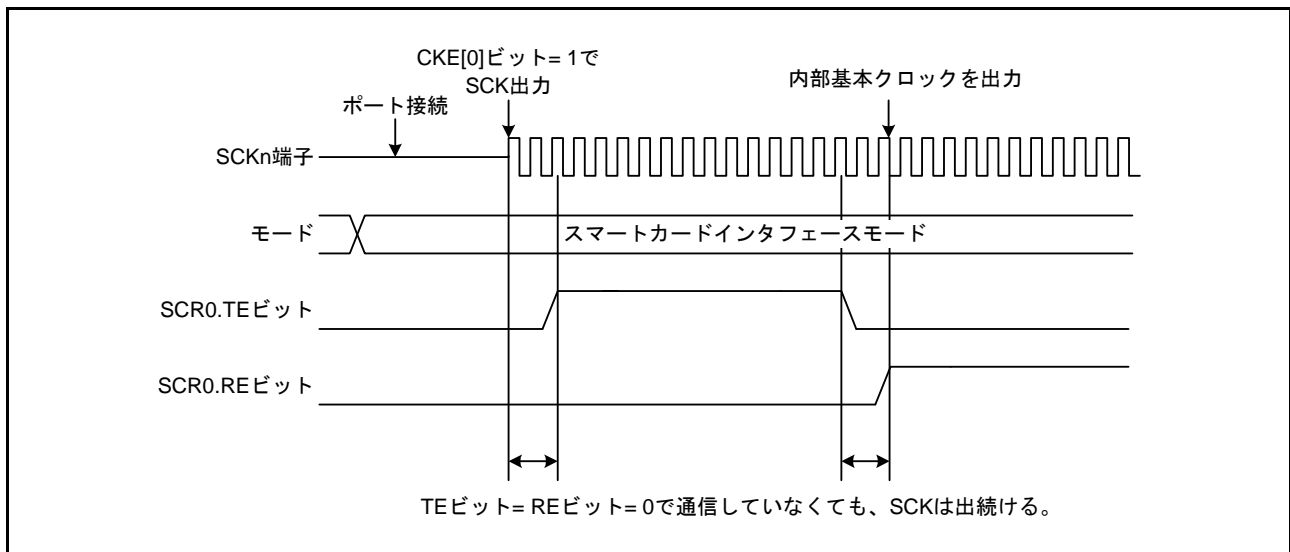 CKE[0]ビット= 1で
SCK出力
内部基本クロックを出力
ポート接続
SCKn端子
モード
スマートカードインタフェースモード
SCR0.TEビット
SCR0.REビット
TEビット= REビット= 0で通信していなくても、SCKは出続ける。